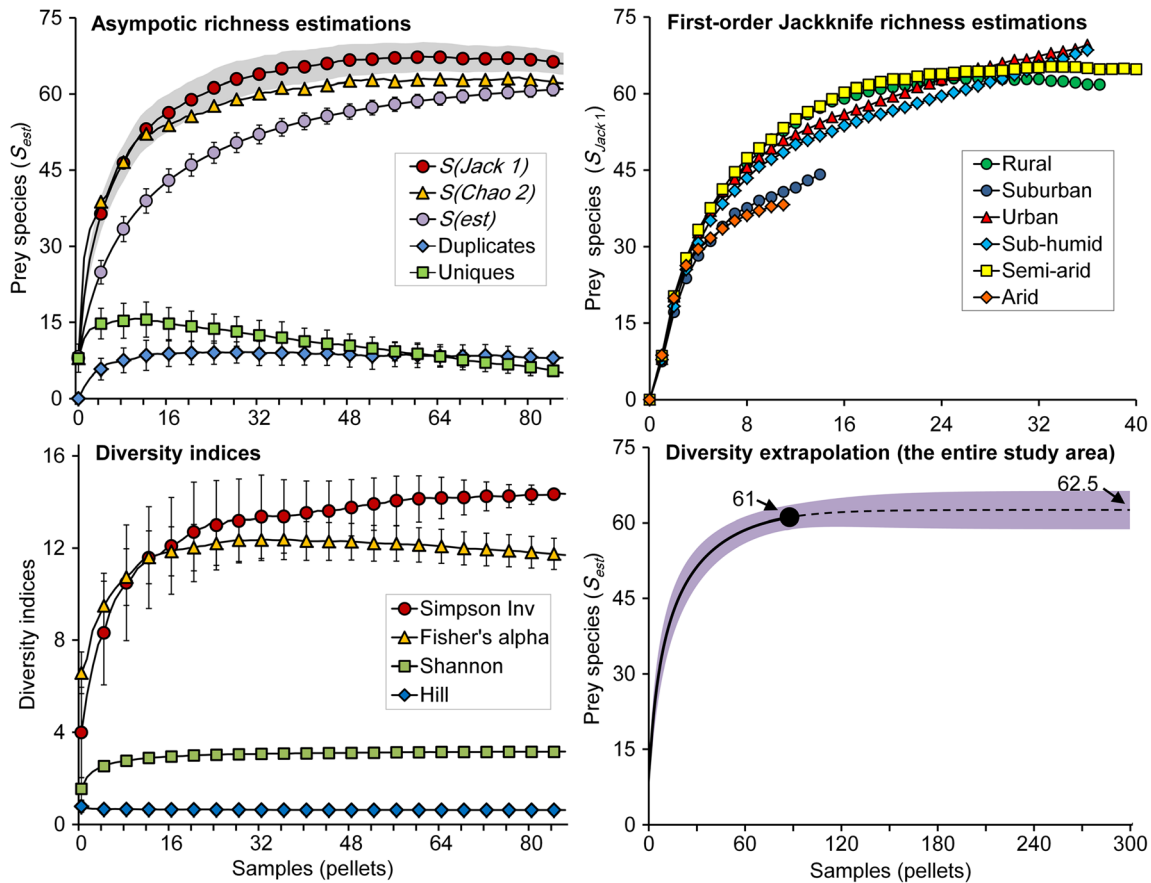 Asympotic richness estimations
Prey species (Sest)
75
60
45
30
15
0
0
16
32
48
64
80
S(Jack 1)
S(Chao 2)
S(est)
Duplicates
Uniques
First-order Jackknife richness estimations
Prey species (SJack 1)
75
60
45
30
15
0
0
8
16
24
32
40
Rural
Suburban
Urban
Sub-humid
Semi-arid
Arid
Diversity indices
Diversity indices
16
12
8
4
0
0
16
32
48
64
80
Samples (pellets)
Simpson Inv
Fisher's alpha
Shannon
Hill
Diversity extrapolation (the entire study area)
Prey species (Sest)
75
60
45
30
15
0
61
62.5
0
60
120
180
240
300
Samples (pellets)